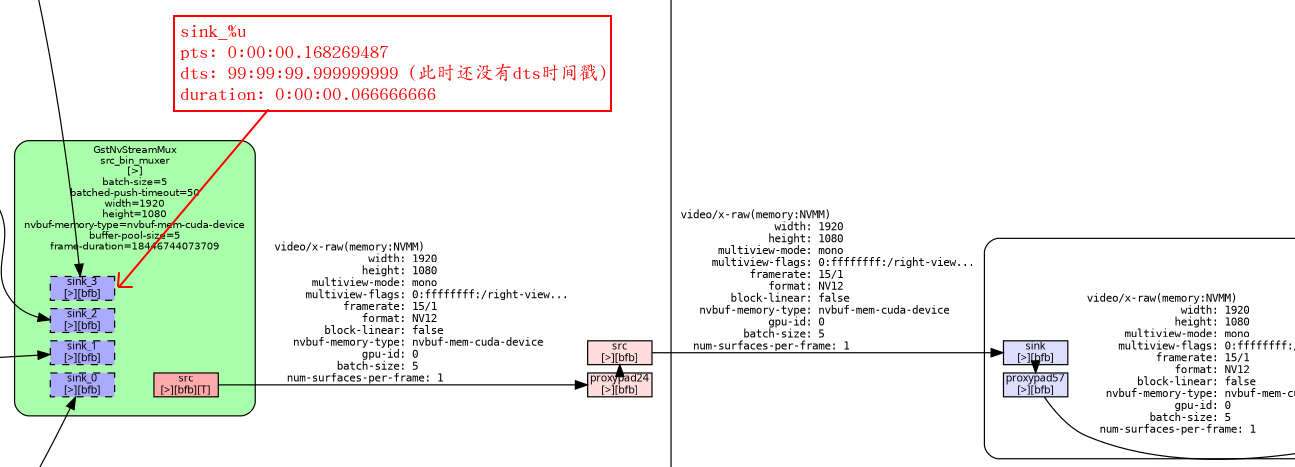 sink_%u
pts: 0:00:00.168269487
dts: 99:99:99.999999999 (此时还没有dts时间戳)
duration: 0:00:00.066666666
GstNvStreamMux
src_bin_muxer
[>]
batch-size=5
batched-push-timeout=50
width=1920
height=1080
nvbuf-memory-type=nvbuf-mem-cuda-device
buffer-pool-size=5
frame-duration=18446744073709
sink_3
[>][bfb]
sink_2
[>][bfb]
sink_1
[>][bfb]
sink_0
[>][bfb]
src
[>][bfb][T]
video/x-raw(memory:NVMM)
width: 1920
height: 1080
multiview-mode: mono
multiview-flags: 0:ffffffff:/right-view...
framerate: 15/1
format: NV12
block-linear: false
nvbuf-memory-type: nvbuf-mem-cuda-device
gpu-id: 0
batch-size: 5
num-surfaces-per-frame: 1
src
[>][bfb]
proxypad24
[>][bfb]
video/x-raw(memory:NVMM)
width: 1920
height: 1080
multiview-mode: mono
multiview-flags: 0:ffffffff:/right-view...
framerate: 15/1
format: NV12
block-linear: false
nvbuf-memory-type: nvbuf-mem-cuda-device
gpu-id: 0
batch-size: 5
num-surfaces-per-frame: 1
sink
[>][bfb]
proxypad57
[>][bfb]
video/x-raw(memory:NVMM)
width: 1920
height: 1080
multiview-mode: mono
multiview-flags: 0:ffffffff:
framerate: 15/1
format: NV12
block-linear: false
nvbuf-memory-type: nvbuf-mem-cu
gpu-id: 0
batch-size: 5
num-surfaces-per-frame: 1